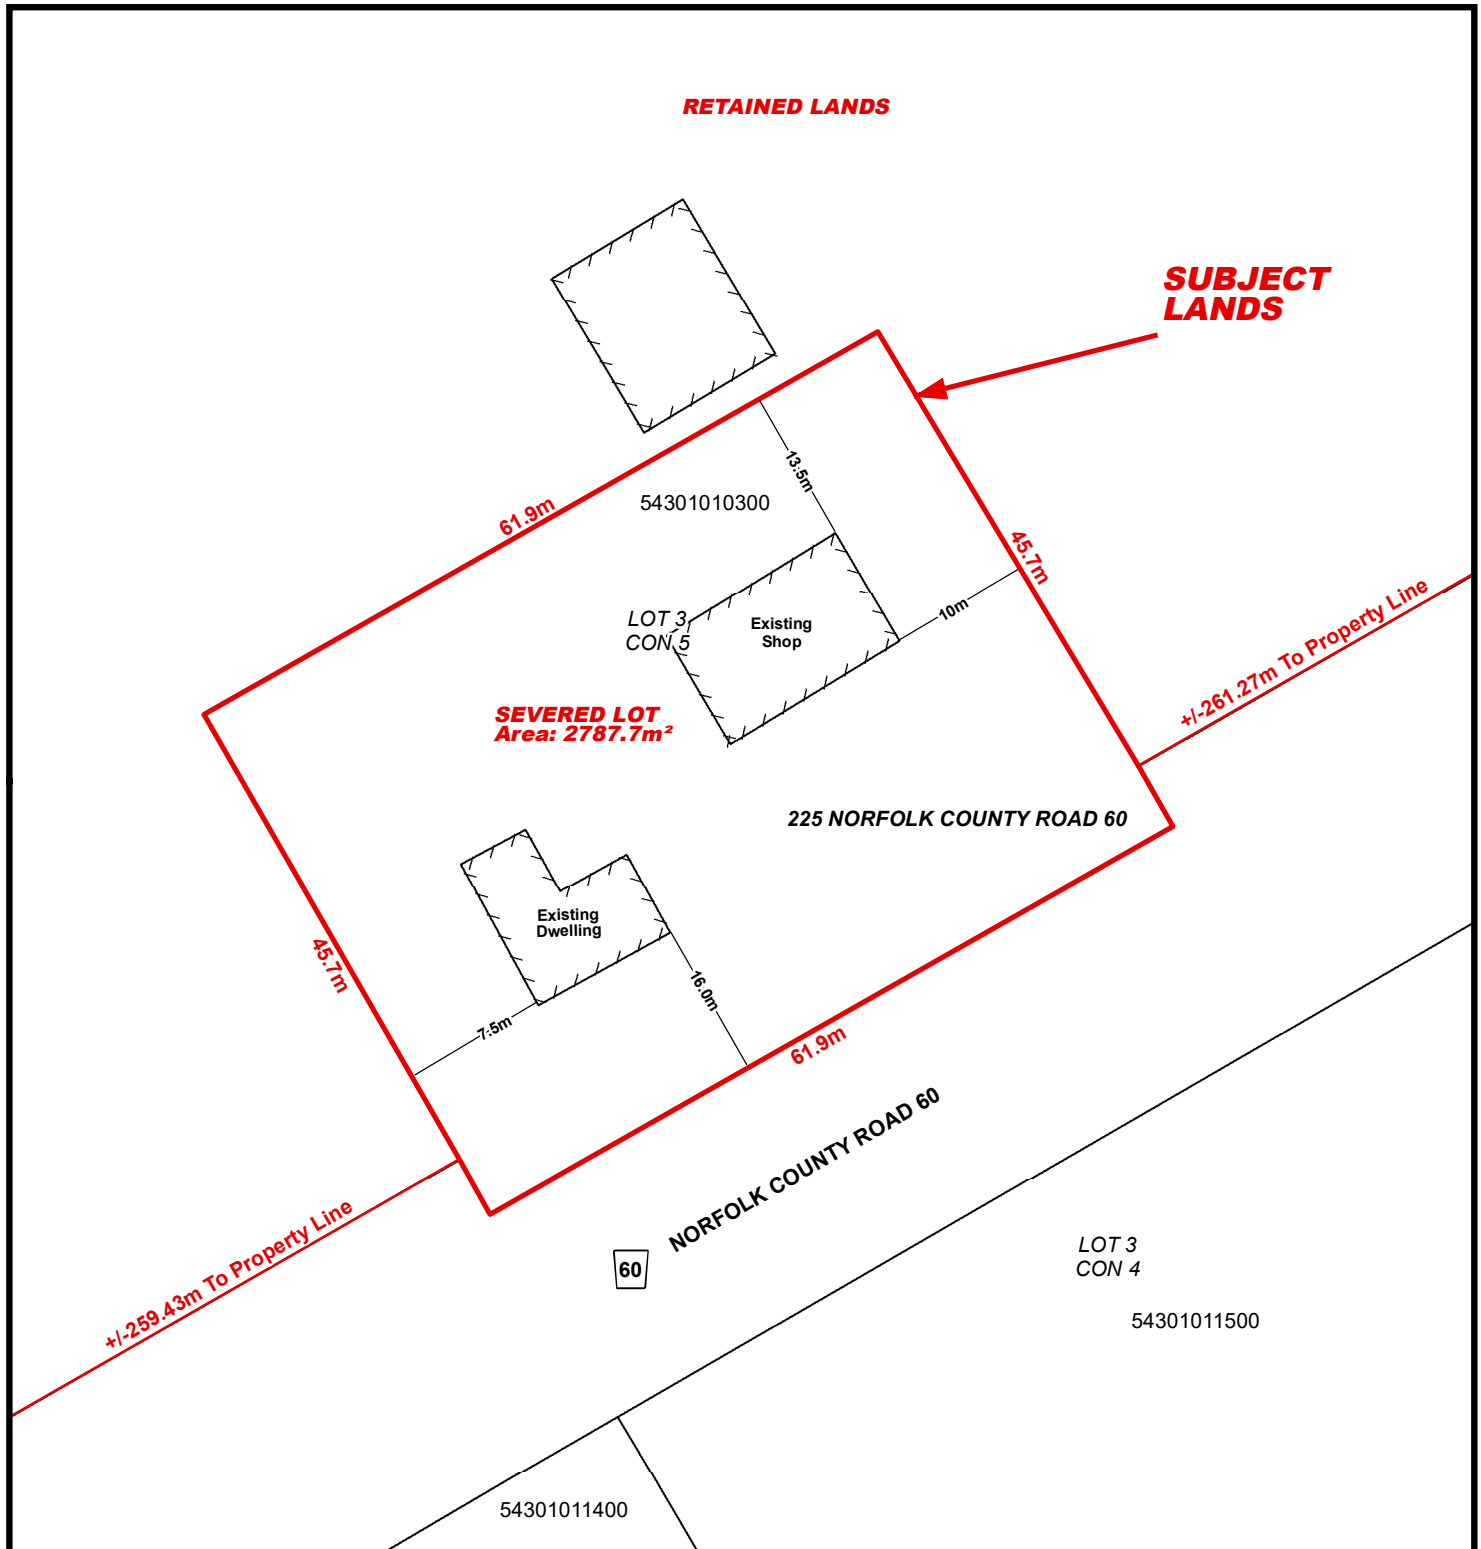 RETAINED LANDS
SUBJECT
LANDS
13.5m
54301010300
61.9m
45.7m
10m
LOT 3
CON 5
Existing
Shop
+/-261.27m To Property Line
SEVERED LOT
Area: 2787.7m²
225 NORFOLK COUNTY ROAD 60
Existing
Dwelling
45.7m
16.0m
7.5m
61.9m
NORFOLK COUNTY ROAD 60
60
+/-259.43m To Property Line
LOT 3
CON 4
54301011500
54301011400